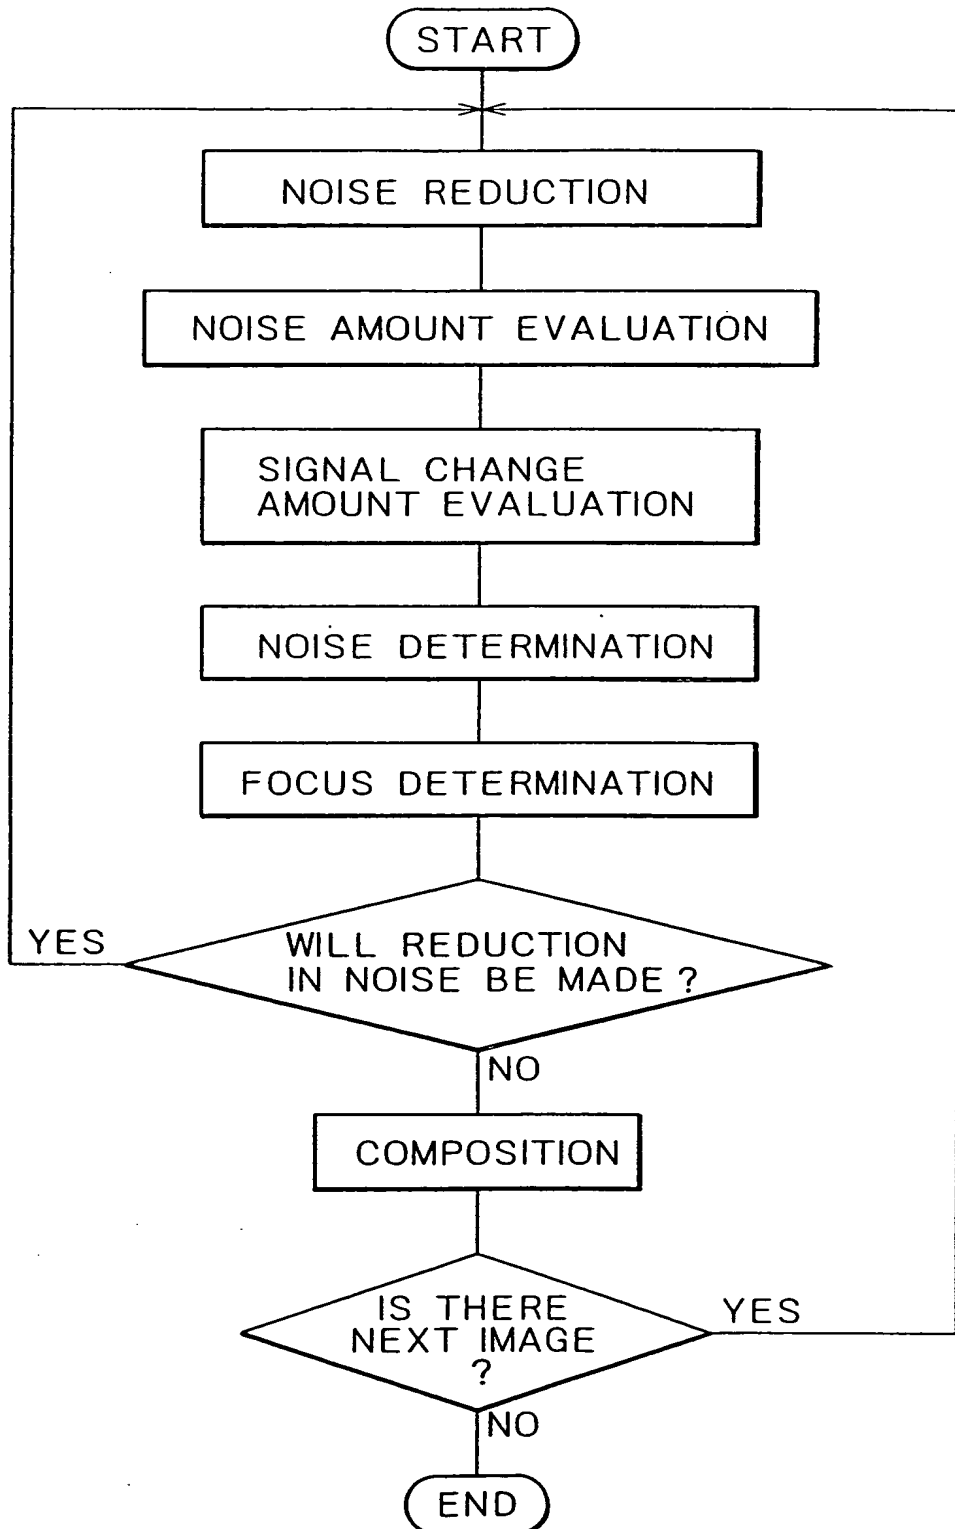 START
NOISE REDUCTION
NOISE AMOUNT EVALUATION
SIGNAL CHANGE
AMOUNT EVALUATION
NOISE DETERMINATION
FOCUS DETERMINATION
YES
WILL REDUCTION
IN NOISE BE MADE ?
NO
COMPOSITION
IS THERE
NEXT IMAGE
?
YES
NO
END